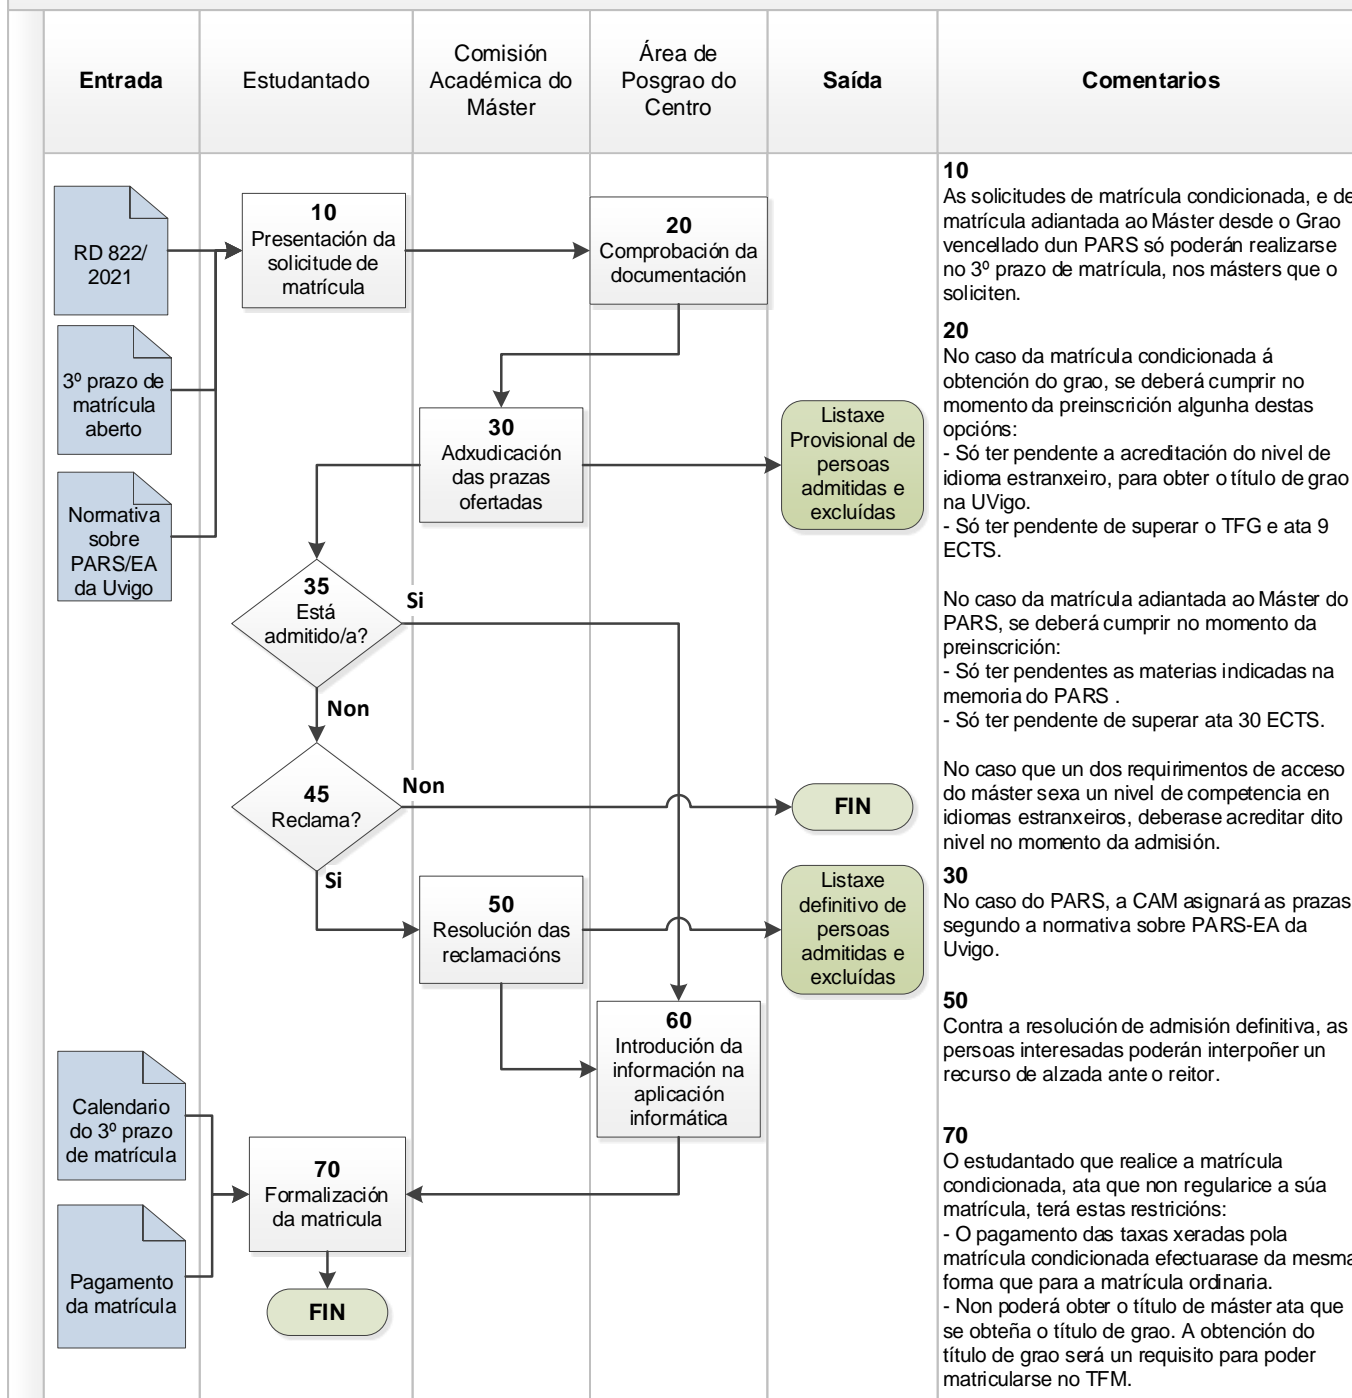 Entrada
Estudantado
Comisión
Académica do
Máster
Área de
Posgrao do
Centro
Saída
Comentarios
RD 822/
2021
3º prazo de
matrícula
aberto
Normativa
sobre
PARS/EA
da Uvigo
10
Presentación da
solicitude de
matrícula
20
Comprobación da
documentación
30
Adxudicación
das prazas
ofertadas
Listaxe
Provisional de
persoas
admitidas e
excluídas
35
Está
admitido/a?
Si
Non
45
Reclama?
Non
Si
FIN
50
Resolución das
reclamacións
Listaxe
definitivo de
persoas
admitidas e
excluídas
60
Introdución da
información na
aplicación
informática
Calendario
do 3º prazo
de matrícula
Pagamento
da matrícula
70
Formalización
da matricula
FIN
10
As solicitudes de matrícula condicionada, e de
matrícula adiantada ao Máster desde o Grao
vencellado dun PARS só poderán realizarse
no 3º prazo de matrícula, nos másters que o
soliciten.
20
No caso da matrícula condicionada á
obtención do grao, se deberá cumprir no
momento da preinscrición algunha destas
opcións:
- Só ter pendente a acreditación do nivel de
idioma estranxeiro, para obter o título de grao
na UVigo.
- Só ter pendente de superar o TFG e ata 9
ECTS.
No caso da matrícula adiantada ao Máster do
PARS, se deberá cumprir no momento da
preinscrición:
- Só ter pendentes as materias indicadas na
memoria do PARS .
- Só ter pendente de superar ata 30 ECTS.
No caso que un dos requirimentos de acceso
do máster sexa un nivel de competencia en
idiomas estranxeiros, deberase acreditar dito
nivel no momento da admisión.
30
No caso do PARS, a CAM asignará as prazas
segundo a normativa sobre PARS-EA da
Uvigo.
50
Contra a resolución de admisión definitiva, as
persoas interesadas poderán interpoñer un
recurso de alzada ante o reitor.
70
O estudantado que realice a matrícula
condicionada, ata que non regularice a súa
matrícula, terá estas restricións:
- O pagamento das taxas xeradas pola
matrícula condicionada efectuarase da mesma
forma que para a matrícula ordinaria.
- Non poderá obter o título de máster ata que
se obteña o título de grao. A obtención do
título de grao será un requisito para poder
matricularse no TFM.